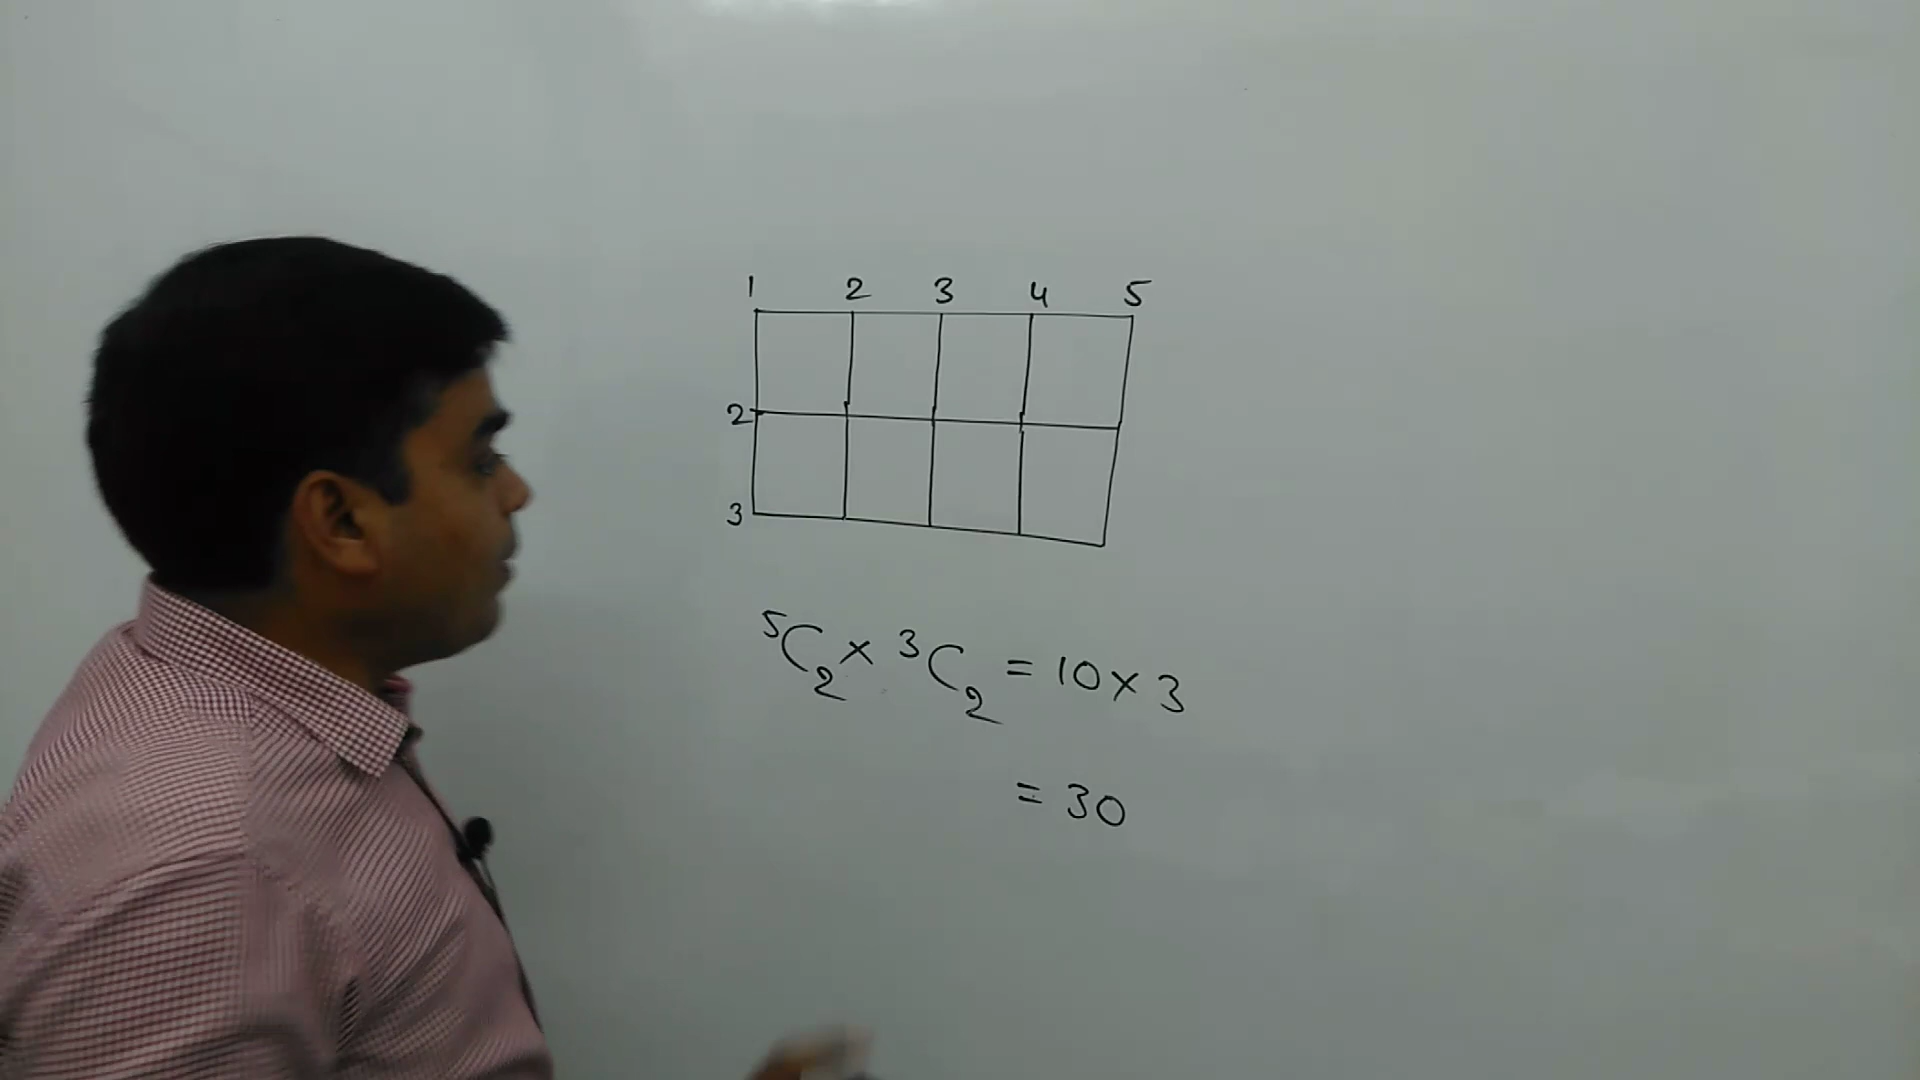 1 2 3 4 5
2
3
⁵C₂ × ³C₂ = 10 × 3
= 30